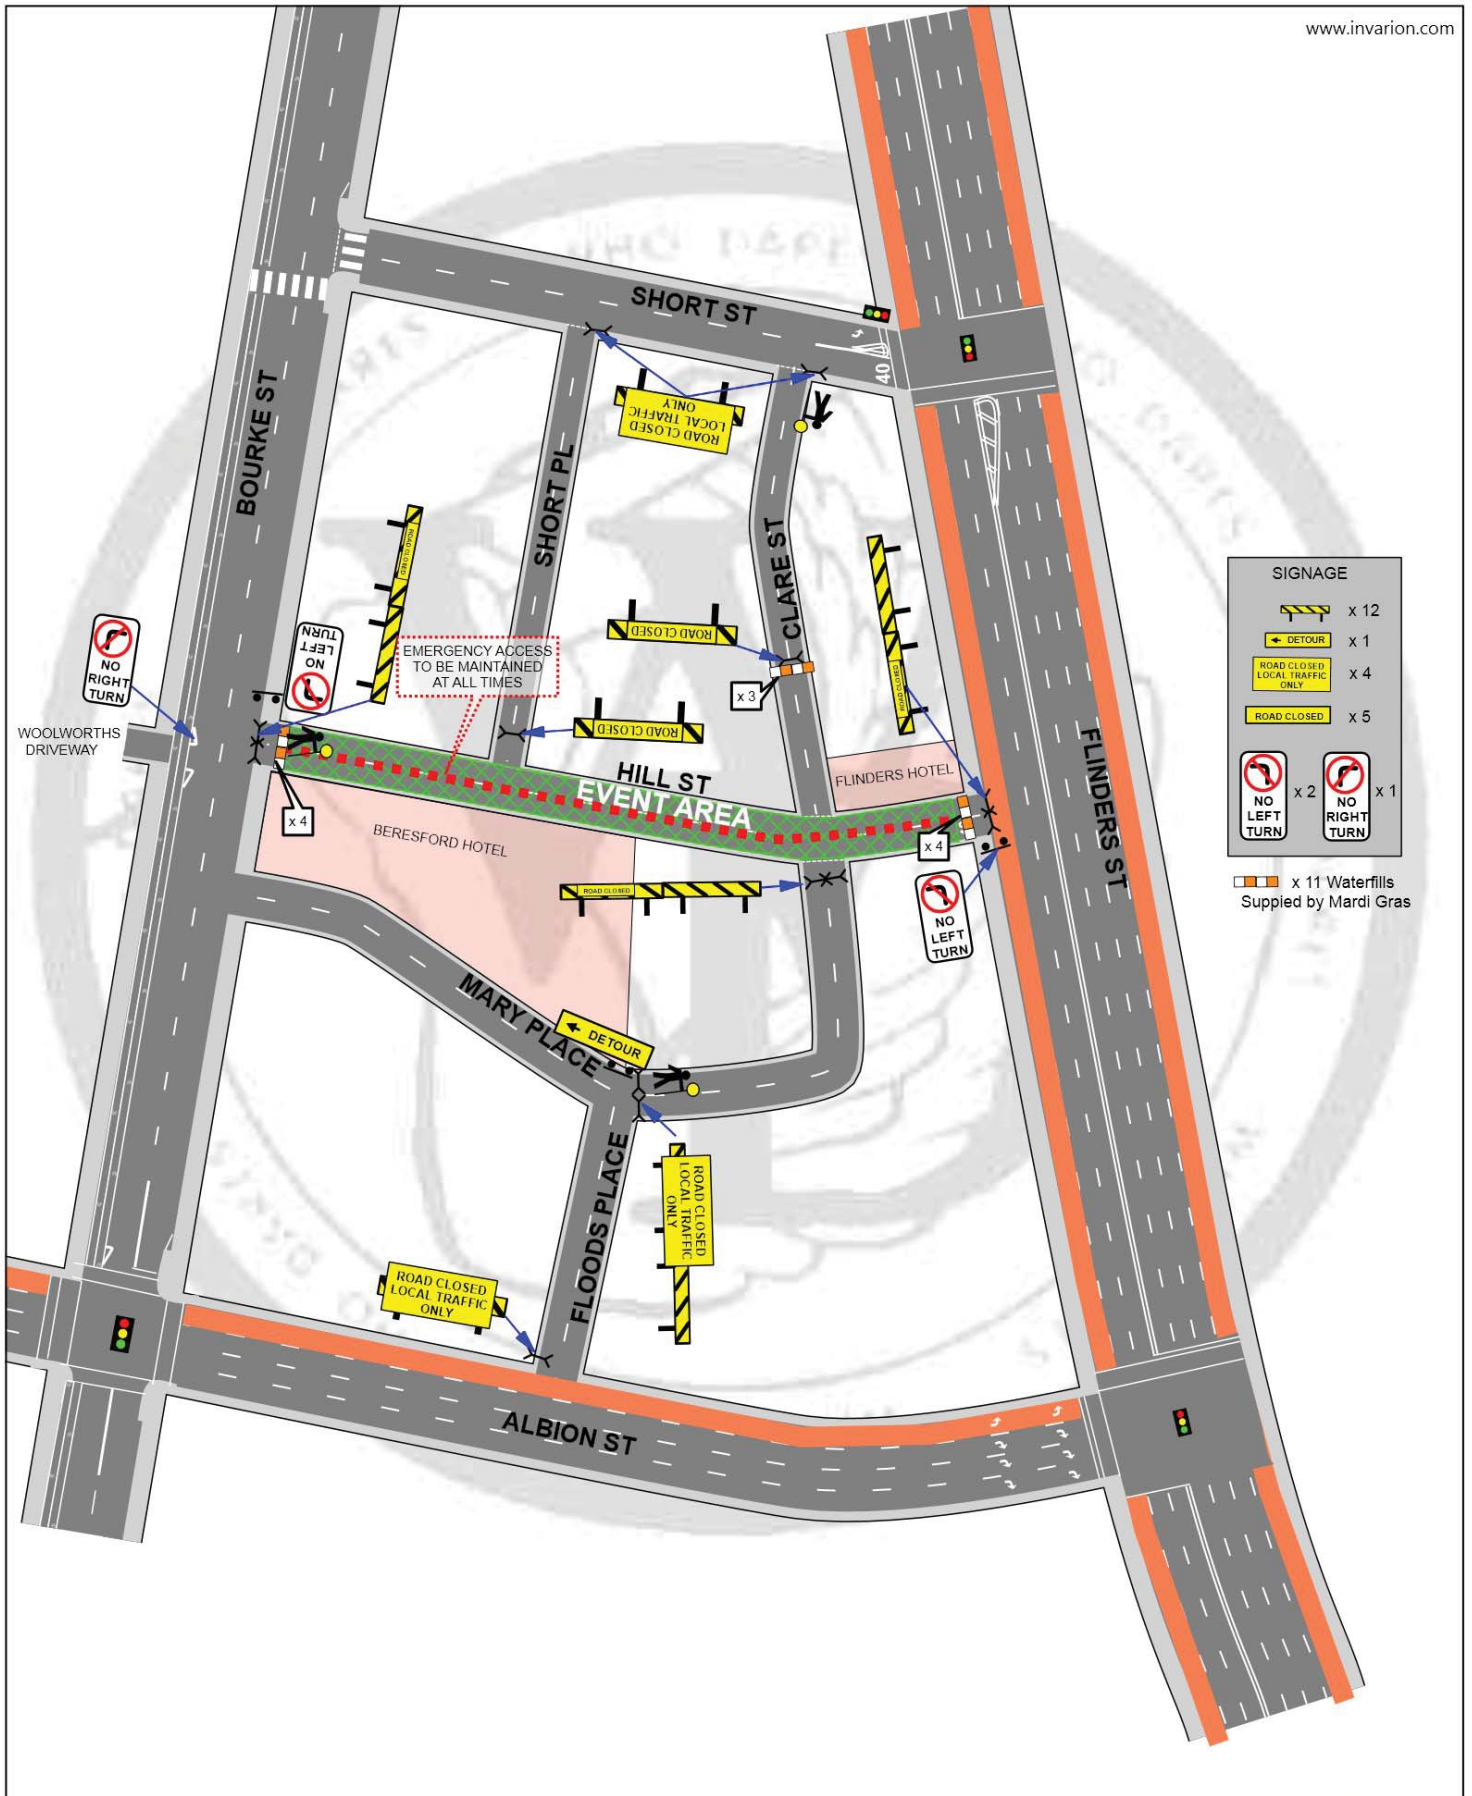 www.invarion.com
SHORT ST
40
ROAD CLOSED
LOCAL TRAFFIC
ONLY
BOURKE ST
SHORT PL
CLARE ST
ROAD CLOSED
SIGNAGE
x 12
DETOUR
x 1
ROAD CLOSED
LOCAL TRAFFIC
ONLY
x 4
ROAD CLOSED
x 5
NO
LEFT
TURN
x 2
NO
RIGHT
TURN
x 1
x 11 Waterfills
Suppied by Mardi Gras
NO
RIGHT
TURN
NO
LEFT
TURN
EMERGENCY ACCESS
TO BE MAINTAINED
AT ALL TIMES
ROAD CLOSED
ROAD CLOSED
x 3
ROAD CLOSED
WOOLWORTHS
DRIVEWAY
HILL ST
EVENT AREA
FLINDERS HOTEL
FLINDERS ST
x 4
BERESFORD HOTEL
x 4
ROAD CLOSED
NO
LEFT
TURN
MARY PLACE
DETOUR
FLOODS PLACE
ROAD CLOSED
LOCAL TRAFFIC
ONLY
ROAD CLOSED
LOCAL TRAFFIC
ONLY
ALBION ST